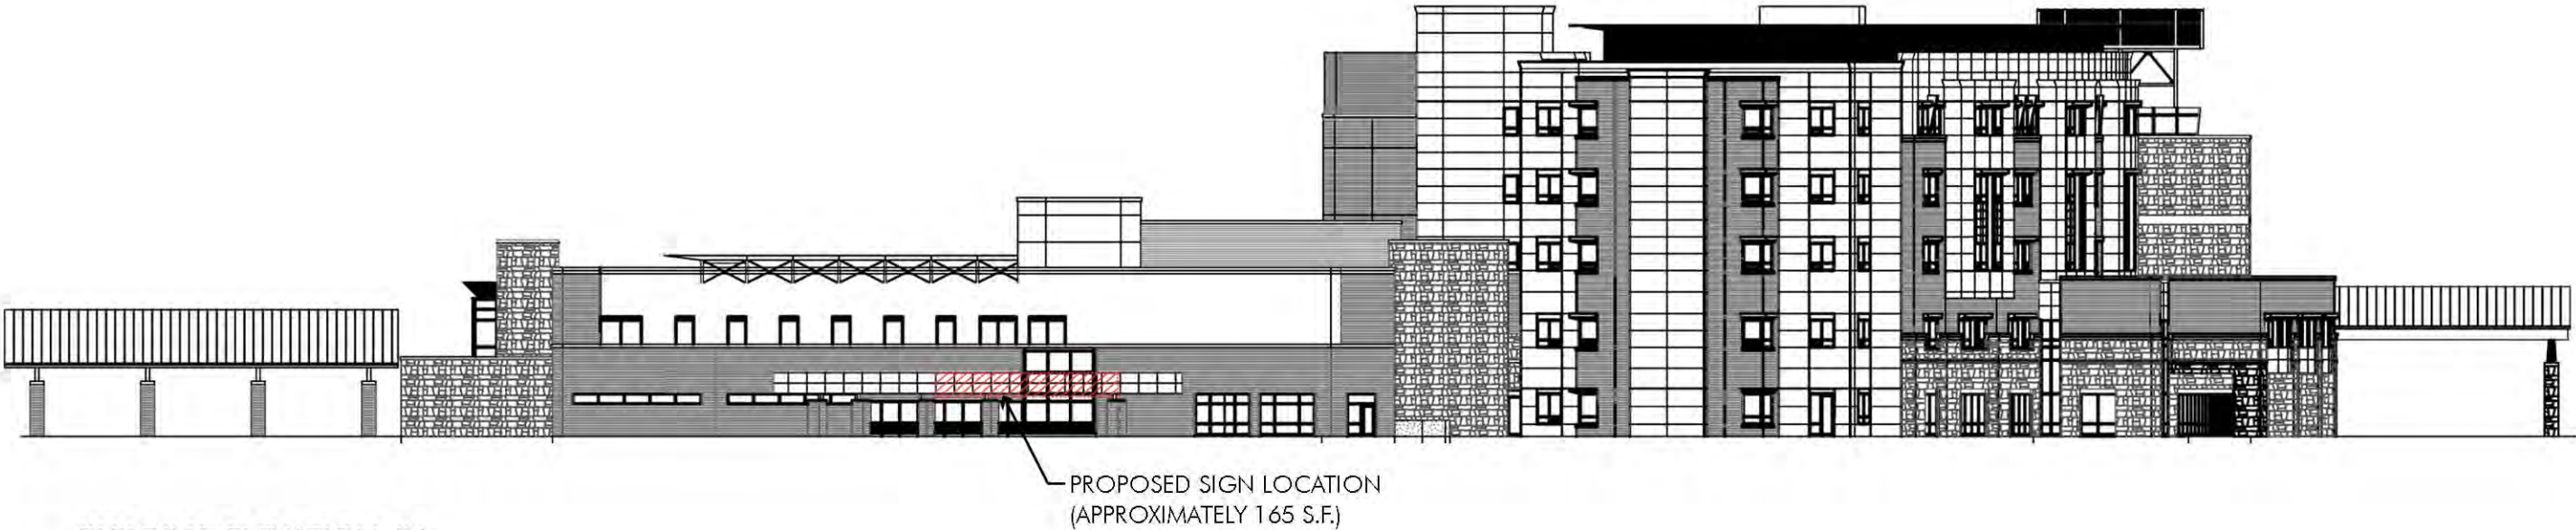 PROPOSED SIGN LOCATION
(APPROXIMATELY 165 S.F.)